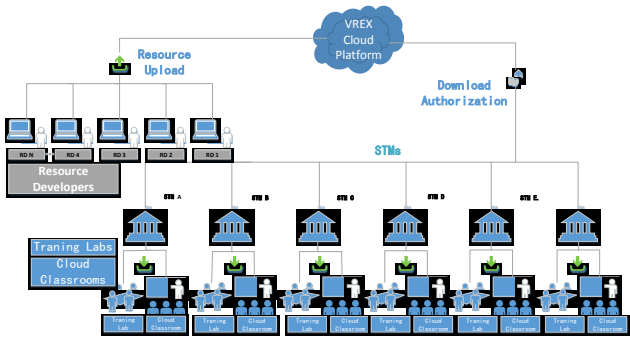 VREX
Cloud
Platform
Resource
Upload
Download
Authorization
RD N
RD 4
RD 3
RD 2
RD 1
STMs
Resource
Developers
STM A
STM B
STM C
STM D
STM E.
Traning Labs
Cloud
Classrooms
Traning
Lab
Cloud
Classroom
Traning
Lab
Cloud
Classroom
Traning
Lab
Cloud
Classroom
Traning
Lab
Cloud
Classroom
Traning
Lab
Cloud
Classroom
Traning
Lab
Cloud
Classroom